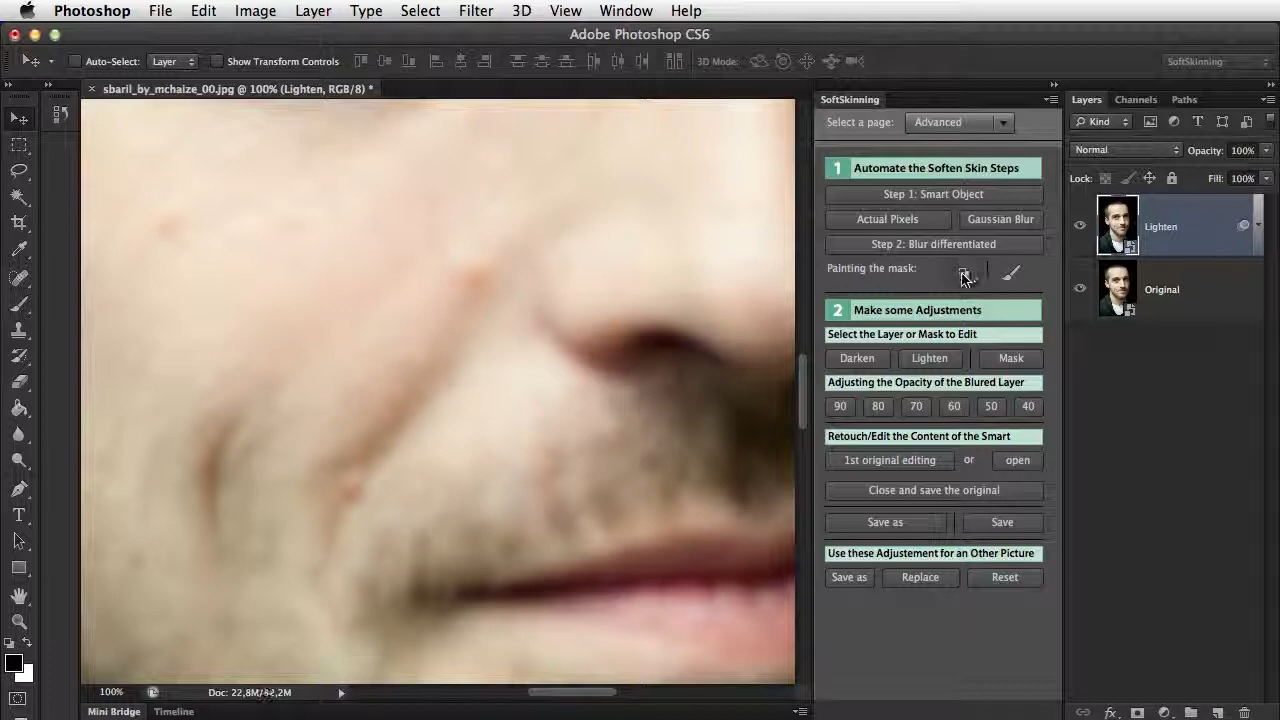 Photoshop File Edit Image Layer Type Select Filter 3D View Window Help
Adobe Photoshop CS6
Auto-Select: Layer Show Transform Controls 3D Mode: SoftSkinning
sbaril_by_mchaize_00.jpg @ 100% (Lighten, RGB/8) *
SoftSkinning
Select a page: Advanced
1 Automate the Soften Skin Steps
Step 1: Smart Object
Actual Pixels Gaussian Blur
Step 2: Blur differentiated
Painting the mask:
2 Make some Adjustments
Select the Layer or Mask to Edit
Darken Lighten Mask
Adjusting the Opacity of the Blured Layer
90 80 70 60 50 40
Retouch/Edit the Content of the Smart
1st original editing or open
Close and save the original
Save as Save
Use these Adjustement for an Other Picture
Save as Replace Reset
Layers Channels Paths
Kind
Normal Opacity: 100%
Lock: Fill: 100%
Lighten
Original
100% Doc: 22,8M/
Mini Bridge Timeline